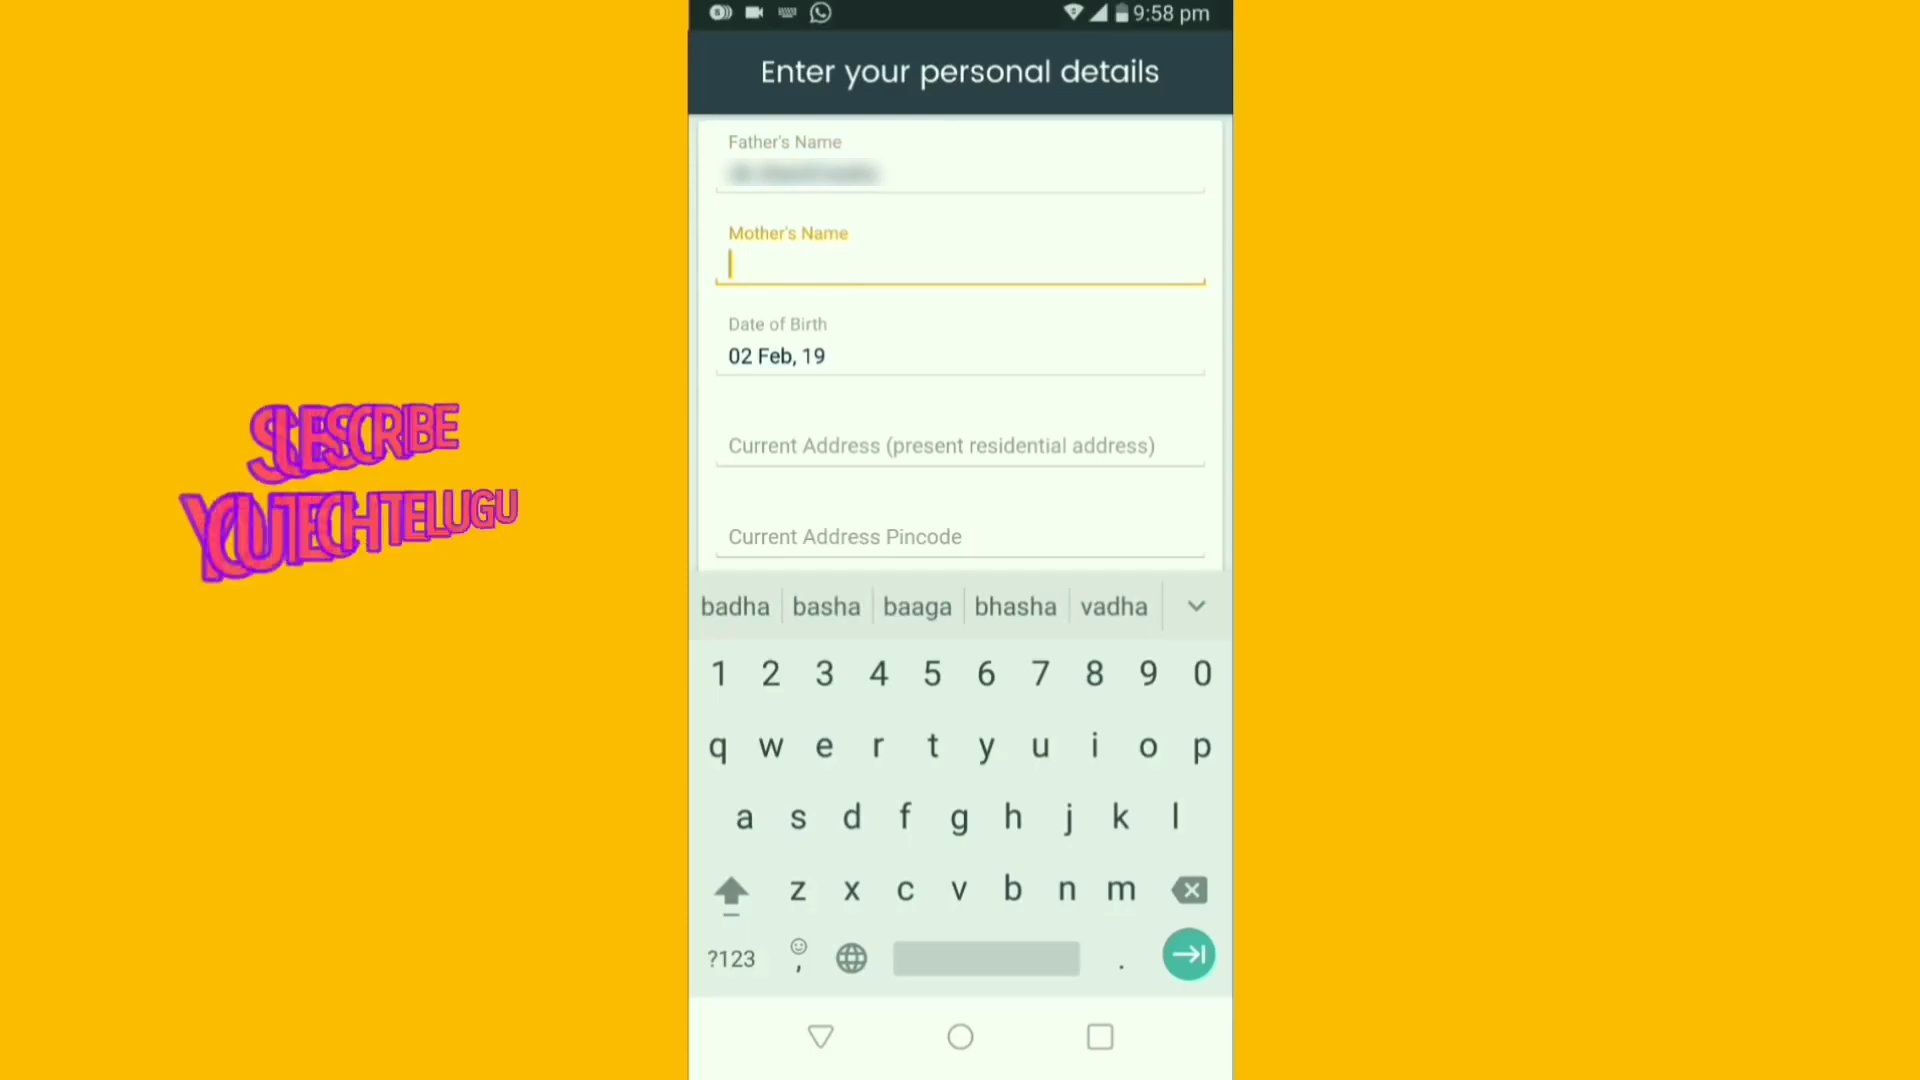 9:58 pm
Enter your personal details
Father's Name
Mother's Name
Date of Birth
02 Feb, 19
Current Address (present residential address)
Current Address Pincode
SUBSCRIBE
YOUTECHTELUGU
badha basha baaga bhasha vadha
1 2 3 4 5 6 7 8 9 0
q w e r t y u i o p
a s d f g h j k l
z x c v b n m
?123 , .